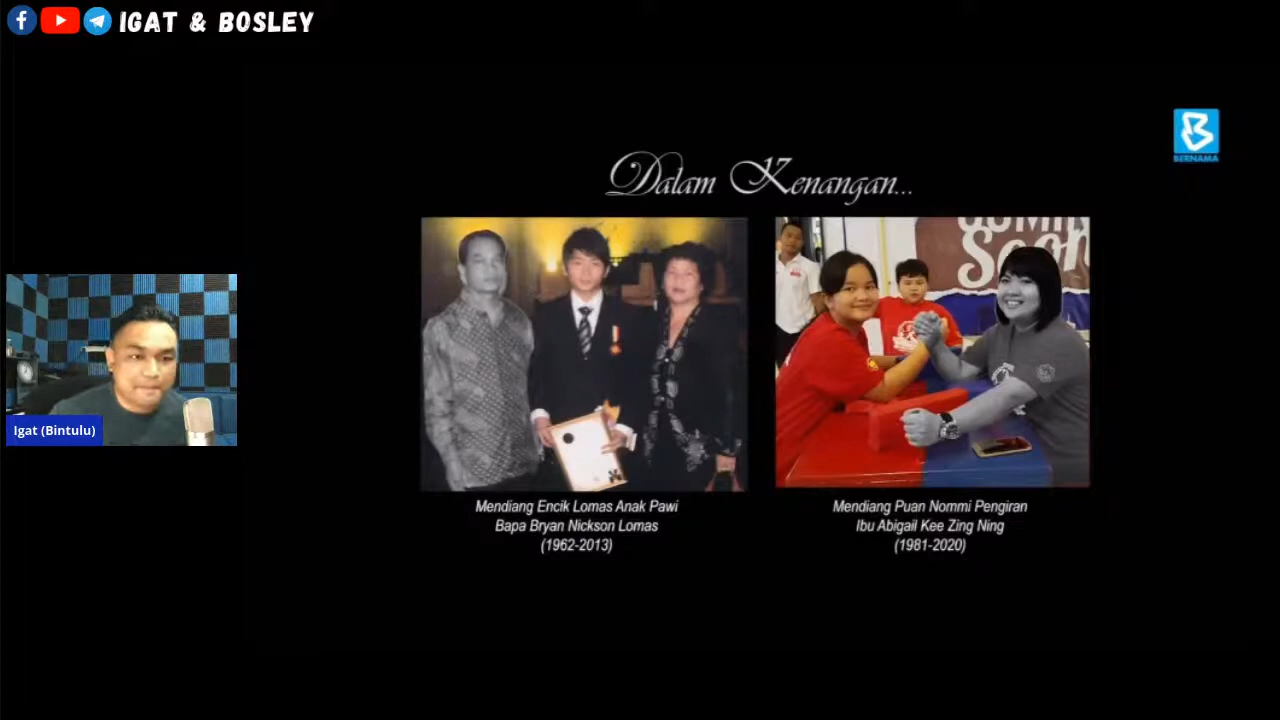 IGAT & BOSLEY
BERNAMA
Dalam Kenangan...
Soon
Igat (Bintulu)
Mendiang Encik Lomas Anak Pawi
Bapa Bryan Nickson Lomas
(1962-2013)
Mendiang Puan Nommi Pengiran
Ibu Abigail Kee Zing Ning
(1981-2020)